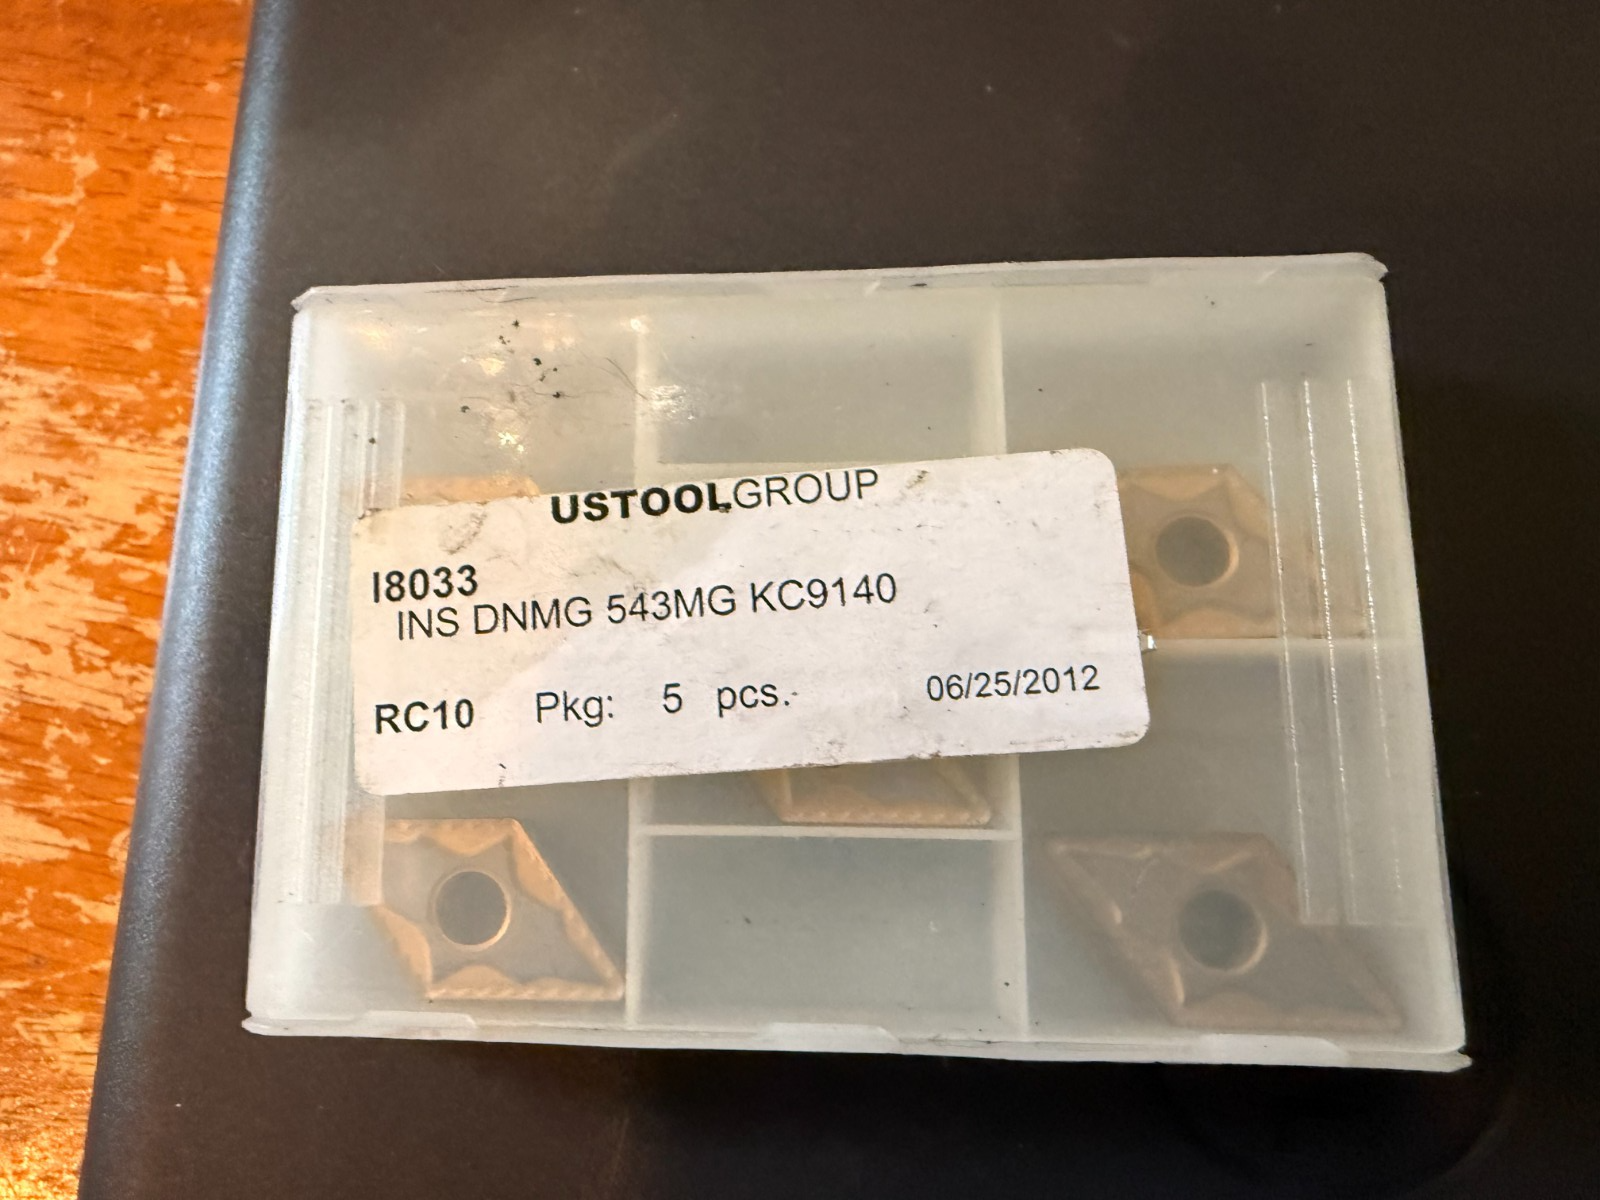 USTOOLGROUP
I8033
INS DNMG 543MG KC9140
RC10 Pkg: 5 pcs. 06/25/2012